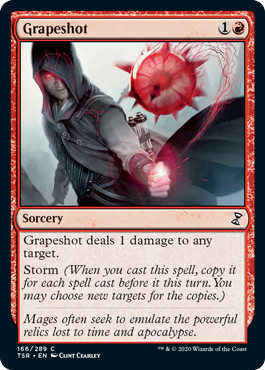 Grapeshot 1
Sorcery
Grapeshot deals 1 damage to any
target.
Storm (When you cast this spell, copy it
for each spell cast before it this turn. You
may choose new targets for the copies.)
Mages often seek to emulate the powerful
relics lost to time and apocalypse.
166/289 C
TSR • EN CLINT CEARLEY ™ & © 2020 Wizards of the Coast